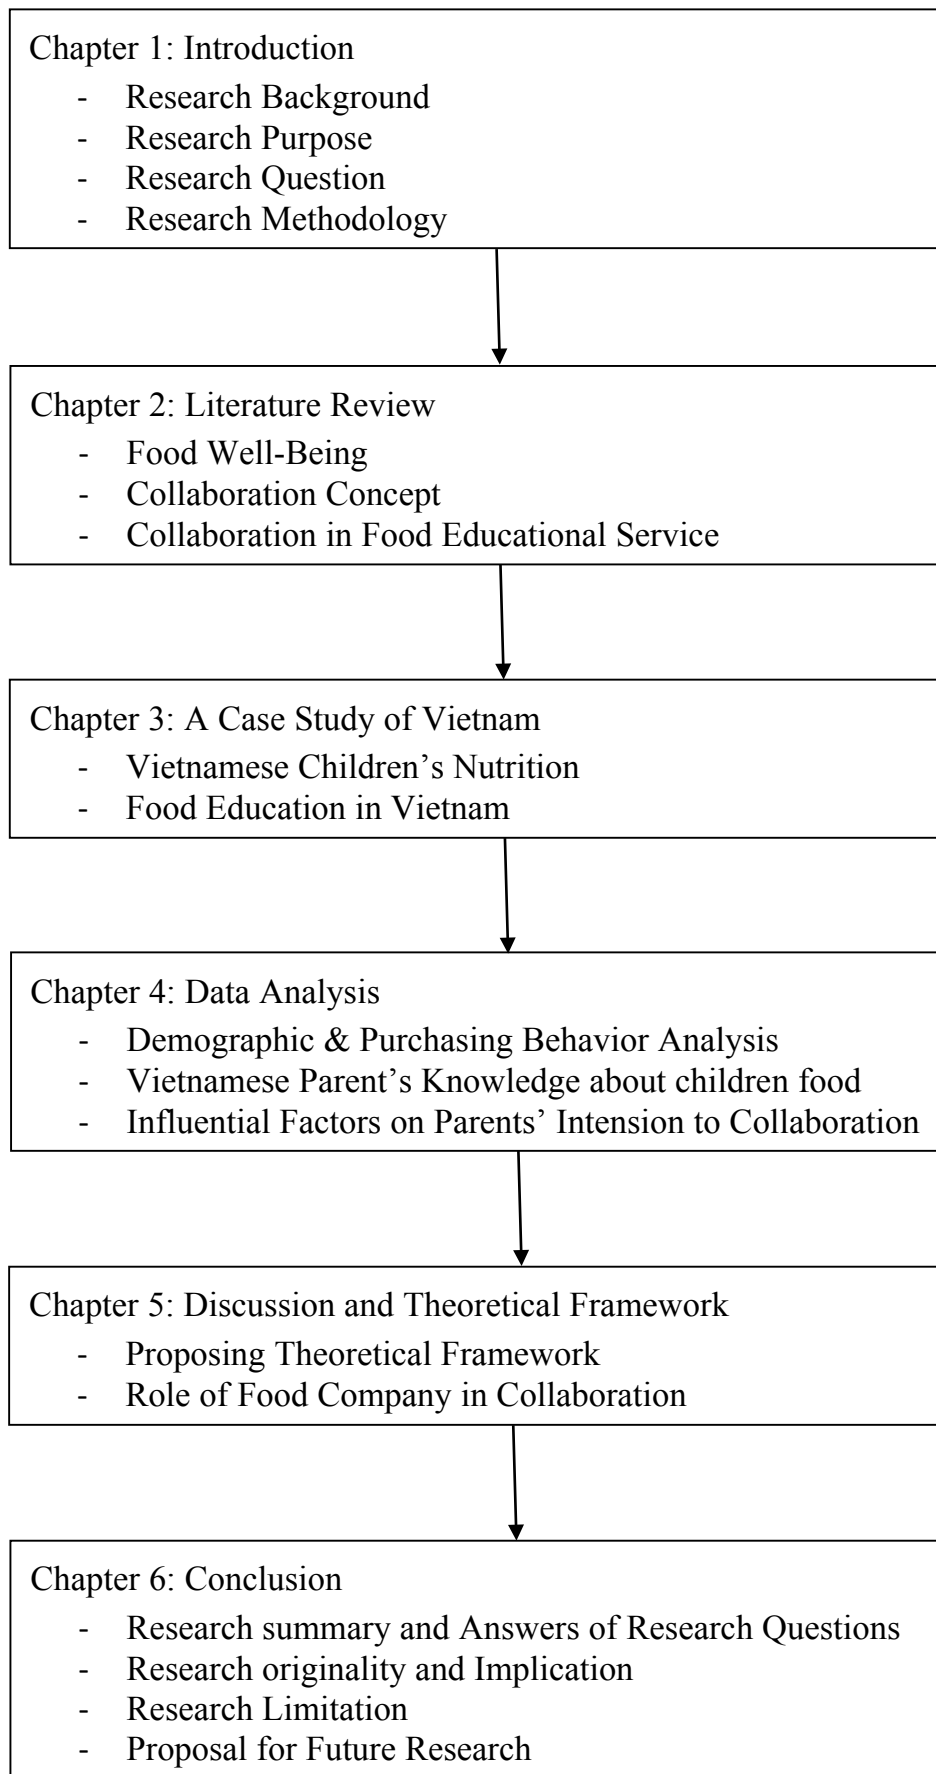 Chapter 1: Introduction
- Research Background
- Research Purpose
- Research Question
- Research Methodology
Chapter 2: Literature Review
- Food Well-Being
- Collaboration Concept
- Collaboration in Food Educational Service
Chapter 3: A Case Study of Vietnam
- Vietnamese Children’s Nutrition
- Food Education in Vietnam
Chapter 4: Data Analysis
- Demographic & Purchasing Behavior Analysis
- Vietnamese Parent’s Knowledge about children food
- Influential Factors on Parents’ Intension to Collaboration
Chapter 5: Discussion and Theoretical Framework
- Proposing Theoretical Framework
- Role of Food Company in Collaboration
Chapter 6: Conclusion
- Research summary and Answers of Research Questions
- Research originality and Implication
- Research Limitation
- Proposal for Future Research